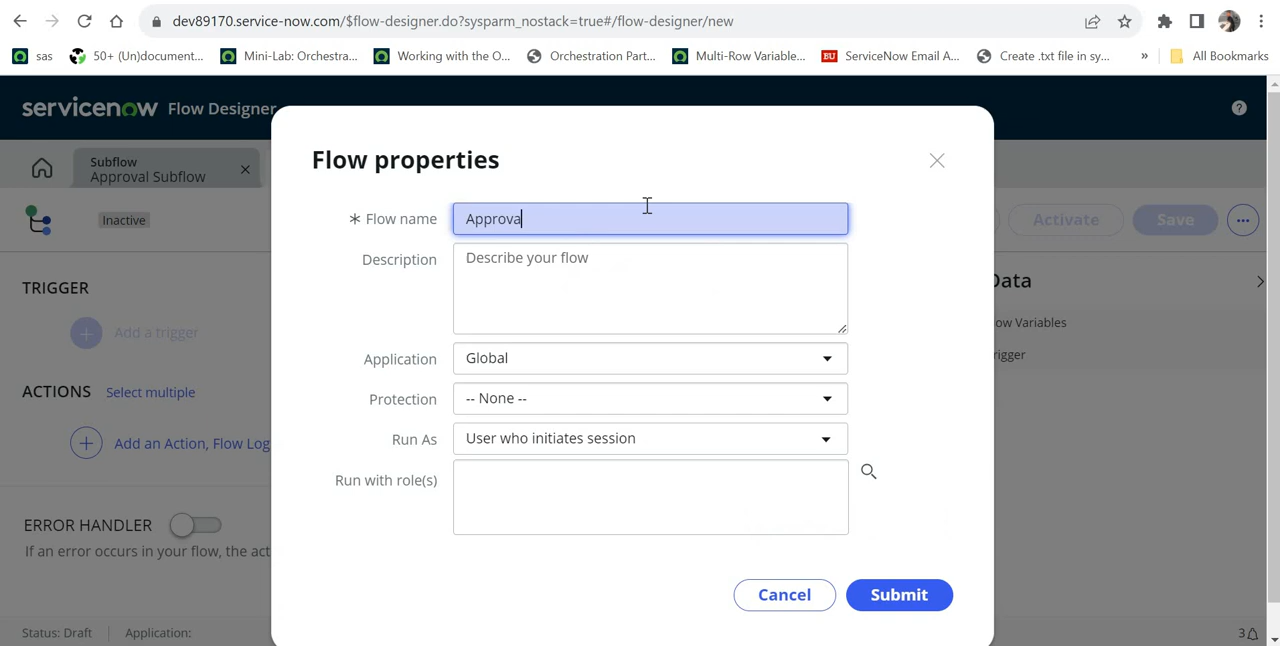 dev89170.service-now.com/$flow-designer.do?sysparm_nostack=true#/flow-designer/new
sas
50+ (Un)document...
Mini-Lab: Orchestra...
Working with the O...
Orchestration Part...
Multi-Row Variable...
BU ServiceNow Email A...
Create .txt file in sy...
»
All Bookmarks
servicenow Flow Designer
Subflow
Approval Subflow
Inactive
Activate
Save
Flow properties
* Flow name
Approva
Description
Describe your flow
Application
Global
Protection
-- None --
Run As
User who initiates session
Run with role(s)
Cancel
Submit
TRIGGER
Add a trigger
ACTIONS Select multiple
Add an Action, Flow Log
ERROR HANDLER
If an error occurs in your flow, the act
Data
ow Variables
rigger
Status: Draft
Application:
3